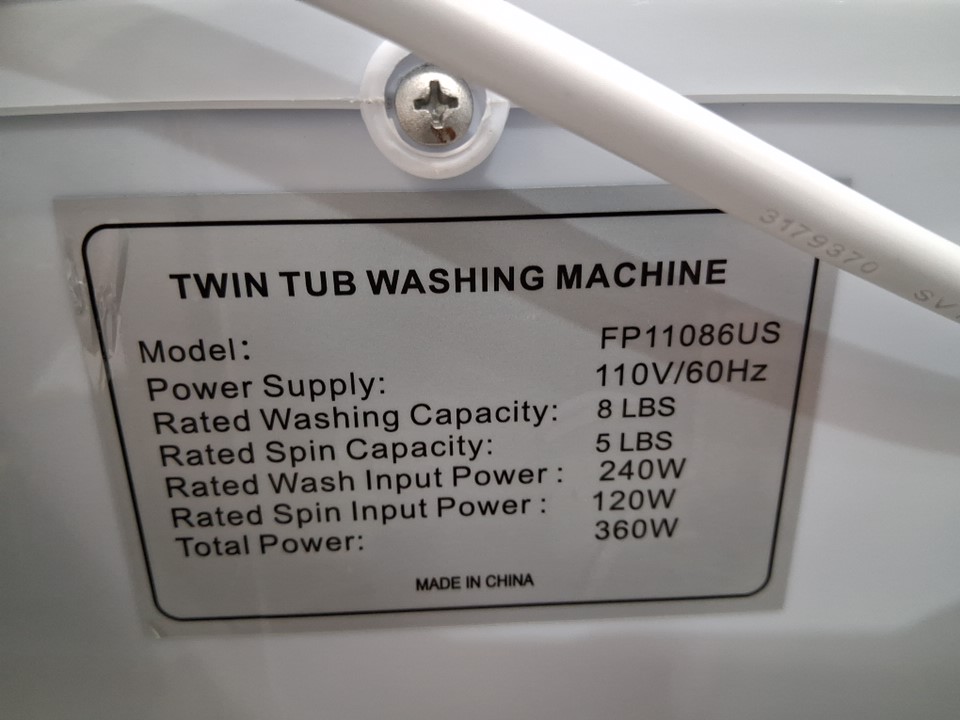 3179370
TWIN TUB WASHING MACHINE
Model: FP11086US
Power Supply: 110V/60Hz
Rated Washing Capacity: 8 LBS
Rated Spin Capacity: 5 LBS
Rated Wash Input Power : 240W
Rated Spin Input Power : 120W
Total Power: 360W
MADE IN CHINA